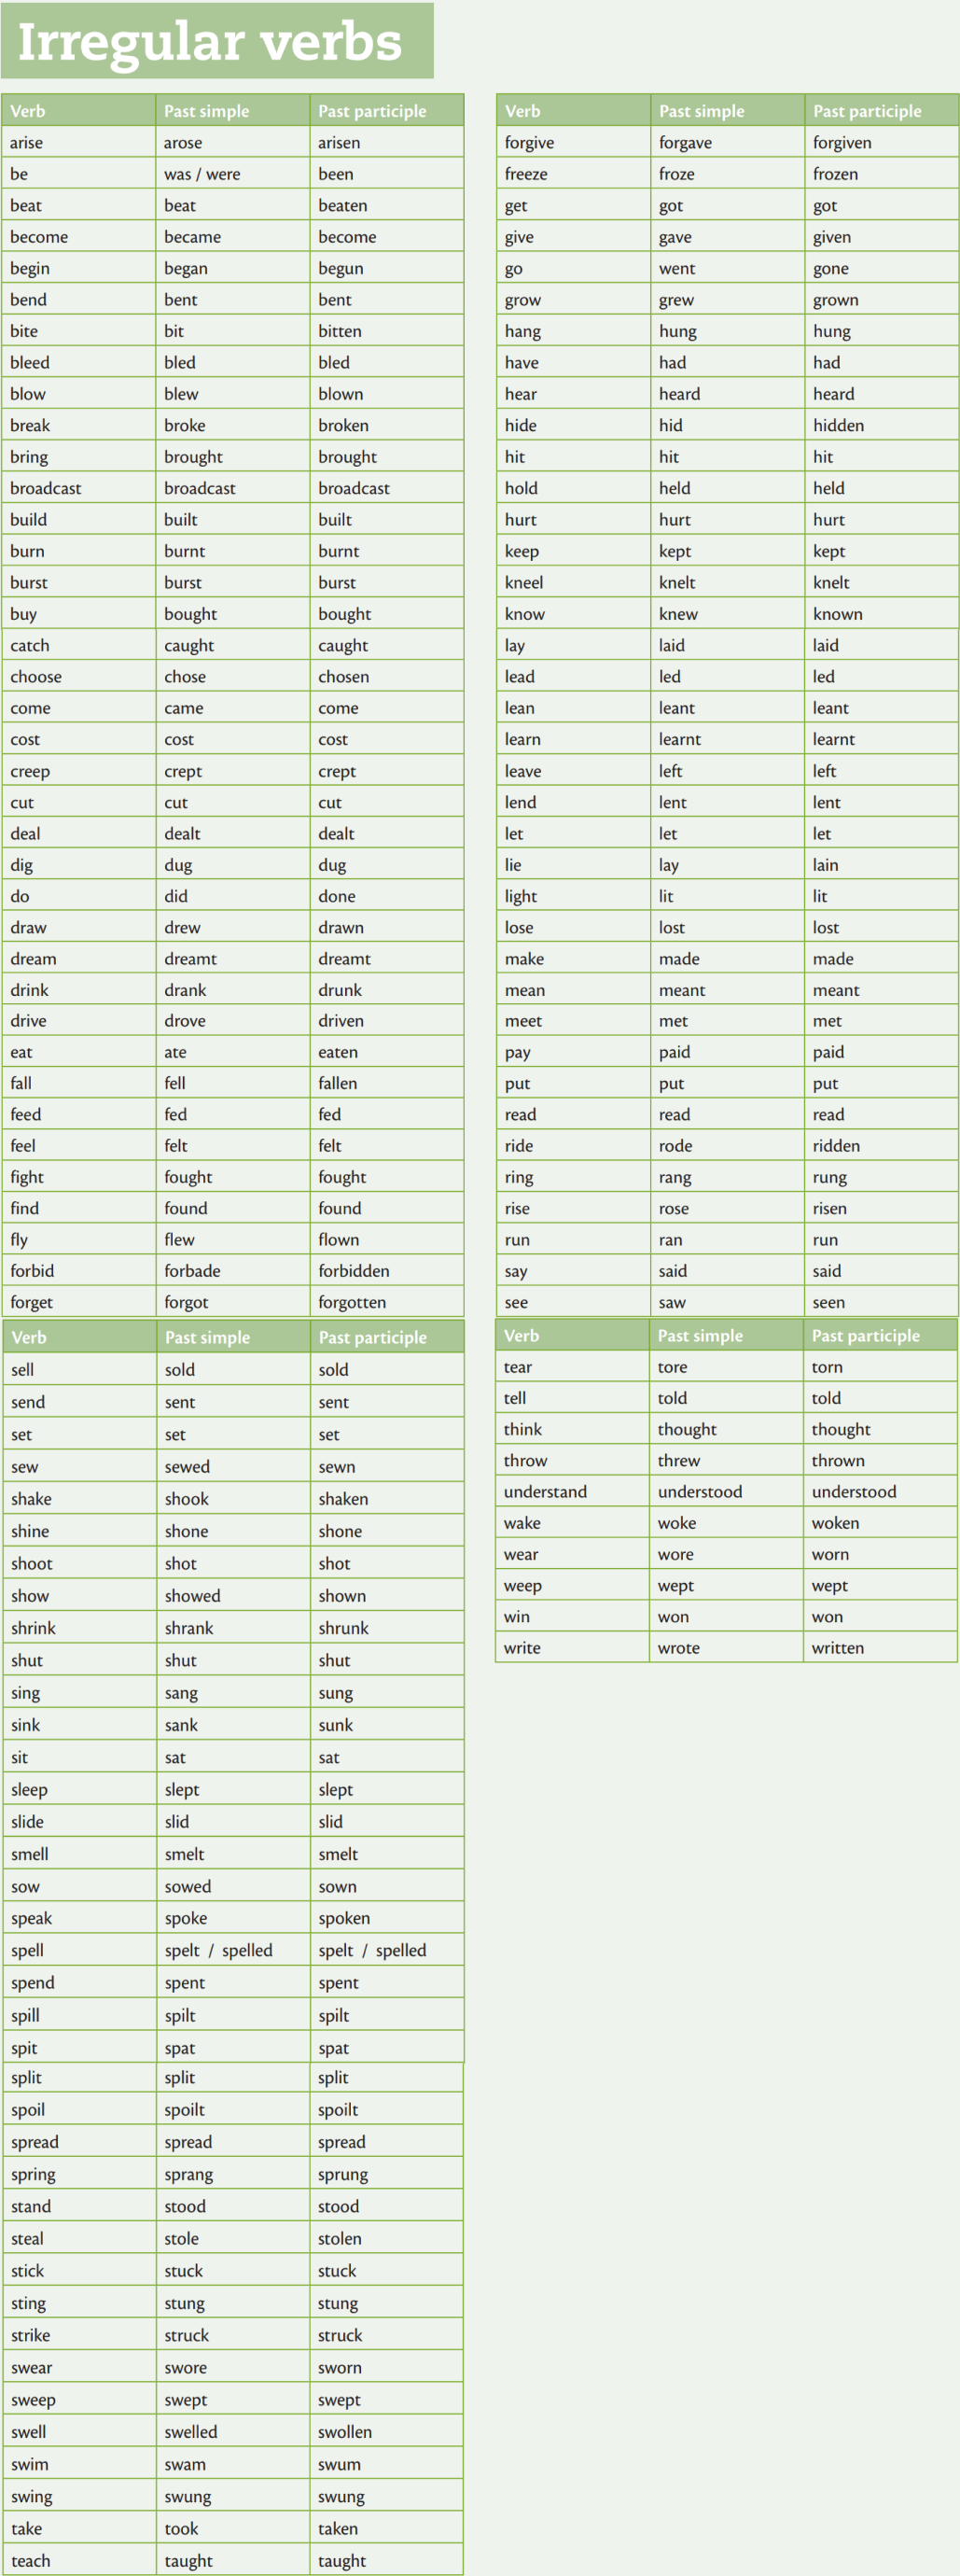 Irregular verbs
Verb Past simple Past participle
arise arose arisen
be was / were been
beat beat beaten
become became become
begin began begun
bend bent bent
bite bit bitten
bleed bled bled
blow blew blown
break broke broken
bring brought brought
broadcast broadcast broadcast
build built built
burn burnt burnt
burst burst burst
buy bought bought
catch caught caught
choose chose chosen
come came come
cost cost cost
creep crept crept
cut cut cut
deal dealt dealt
dig dug dug
do did done
draw drew drawn
dream dreamt dreamt
drink drank drunk
drive drove driven
eat ate eaten
fall fell fallen
feed fed fed
feel felt felt
fight fought fought
find found found
fly flew flown
forbid forbade forbidden
forget forgot forgotten
Verb Past simple Past participle
forgive forgave forgiven
freeze froze frozen
get got got
give gave given
go went gone
grow grew grown
hang hung hung
have had had
hear heard heard
hide hid hidden
hit hit hit
hold held held
hurt hurt hurt
keep kept kept
kneel knelt knelt
know knew known
lay laid laid
lead led led
lean leant leant
learn learnt learnt
leave left left
lend lent lent
let let let
lie lay lain
light lit lit
lose lost lost
make made made
mean meant meant
meet met met
pay paid paid
put put put
read read read
ride rode ridden
ring rang rung
rise rose risen
run ran run
say said said
see saw seen
Verb Past simple Past participle
sell sold sold
send sent sent
set set set
sew sewed sewn
shake shook shaken
shine shone shone
shoot shot shot
show showed shown
shrink shrank shrunk
shut shut shut
sing sang sung
sink sank sunk
sit sat sat
sleep slept slept
slide slid slid
smell smelt smelt
sow sowed sown
speak spoke spoken
spell spelt / spelled spelt / spelled
spend spent spent
spill spilt spilt
spit spat spat
split split split
spoil spoilt spoilt
spread spread spread
spring sprang sprung
stand stood stood
steal stole stolen
stick stuck stuck
sting stung stung
strike struck struck
swear swore sworn
sweep swept swept
swell swelled swollen
swim swam swum
swing swung swung
take took taken
teach taught taught
Verb Past simple Past participle
tear tore torn
tell told told
think thought thought
throw threw thrown
understand understood understood
wake woke woken
wear wore worn
weep wept wept
win won won
write wrote written